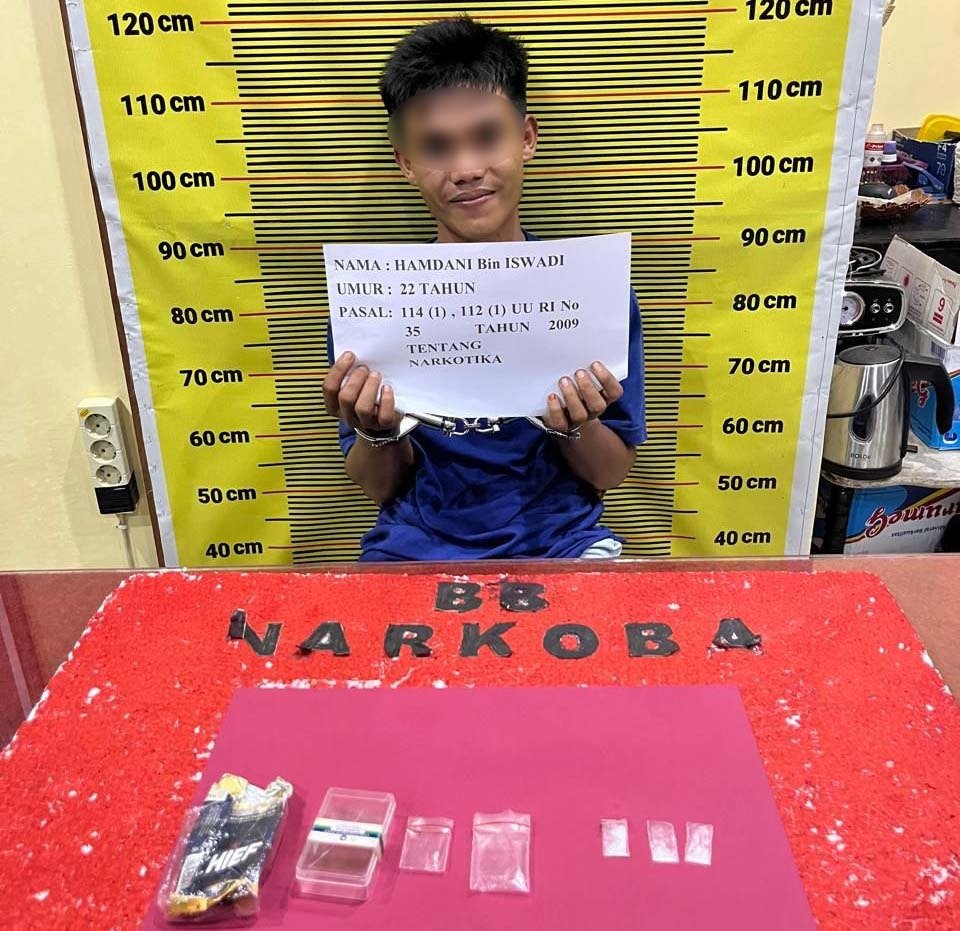 120 cm
120 cm
110 cm
110 cm
100 cm
100 cm
90 cm
90 cm
80 cm
80 cm
70 cm
70 cm
60 cm
60 cm
50 cm
50 cm
40 cm
40 cm
NAMA : HAMDANI Bin ISWADI
UMUR : 22 TAHUN
PASAL: 114 (1) , 112 (1) UU RI No
35 TAHUN 2009
TENTANG
NARKOTIKA
BOLDe
BB
NARKOBA
HIEF